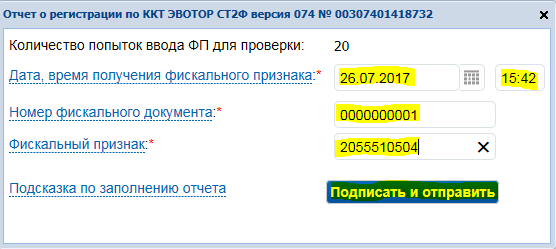 Отчет о регистрации по ККТ ЭВОТОР СТ2Ф версия 074 № 00307401418732
Количество попыток ввода ФП для проверки: 20
Дата, время получения фискального признака:* 26.07.2017 15:42
Номер фискального документа:* 0000000001
Фискальный признак:* 2055510504
Подсказка по заполнению отчета Подписать и отправить